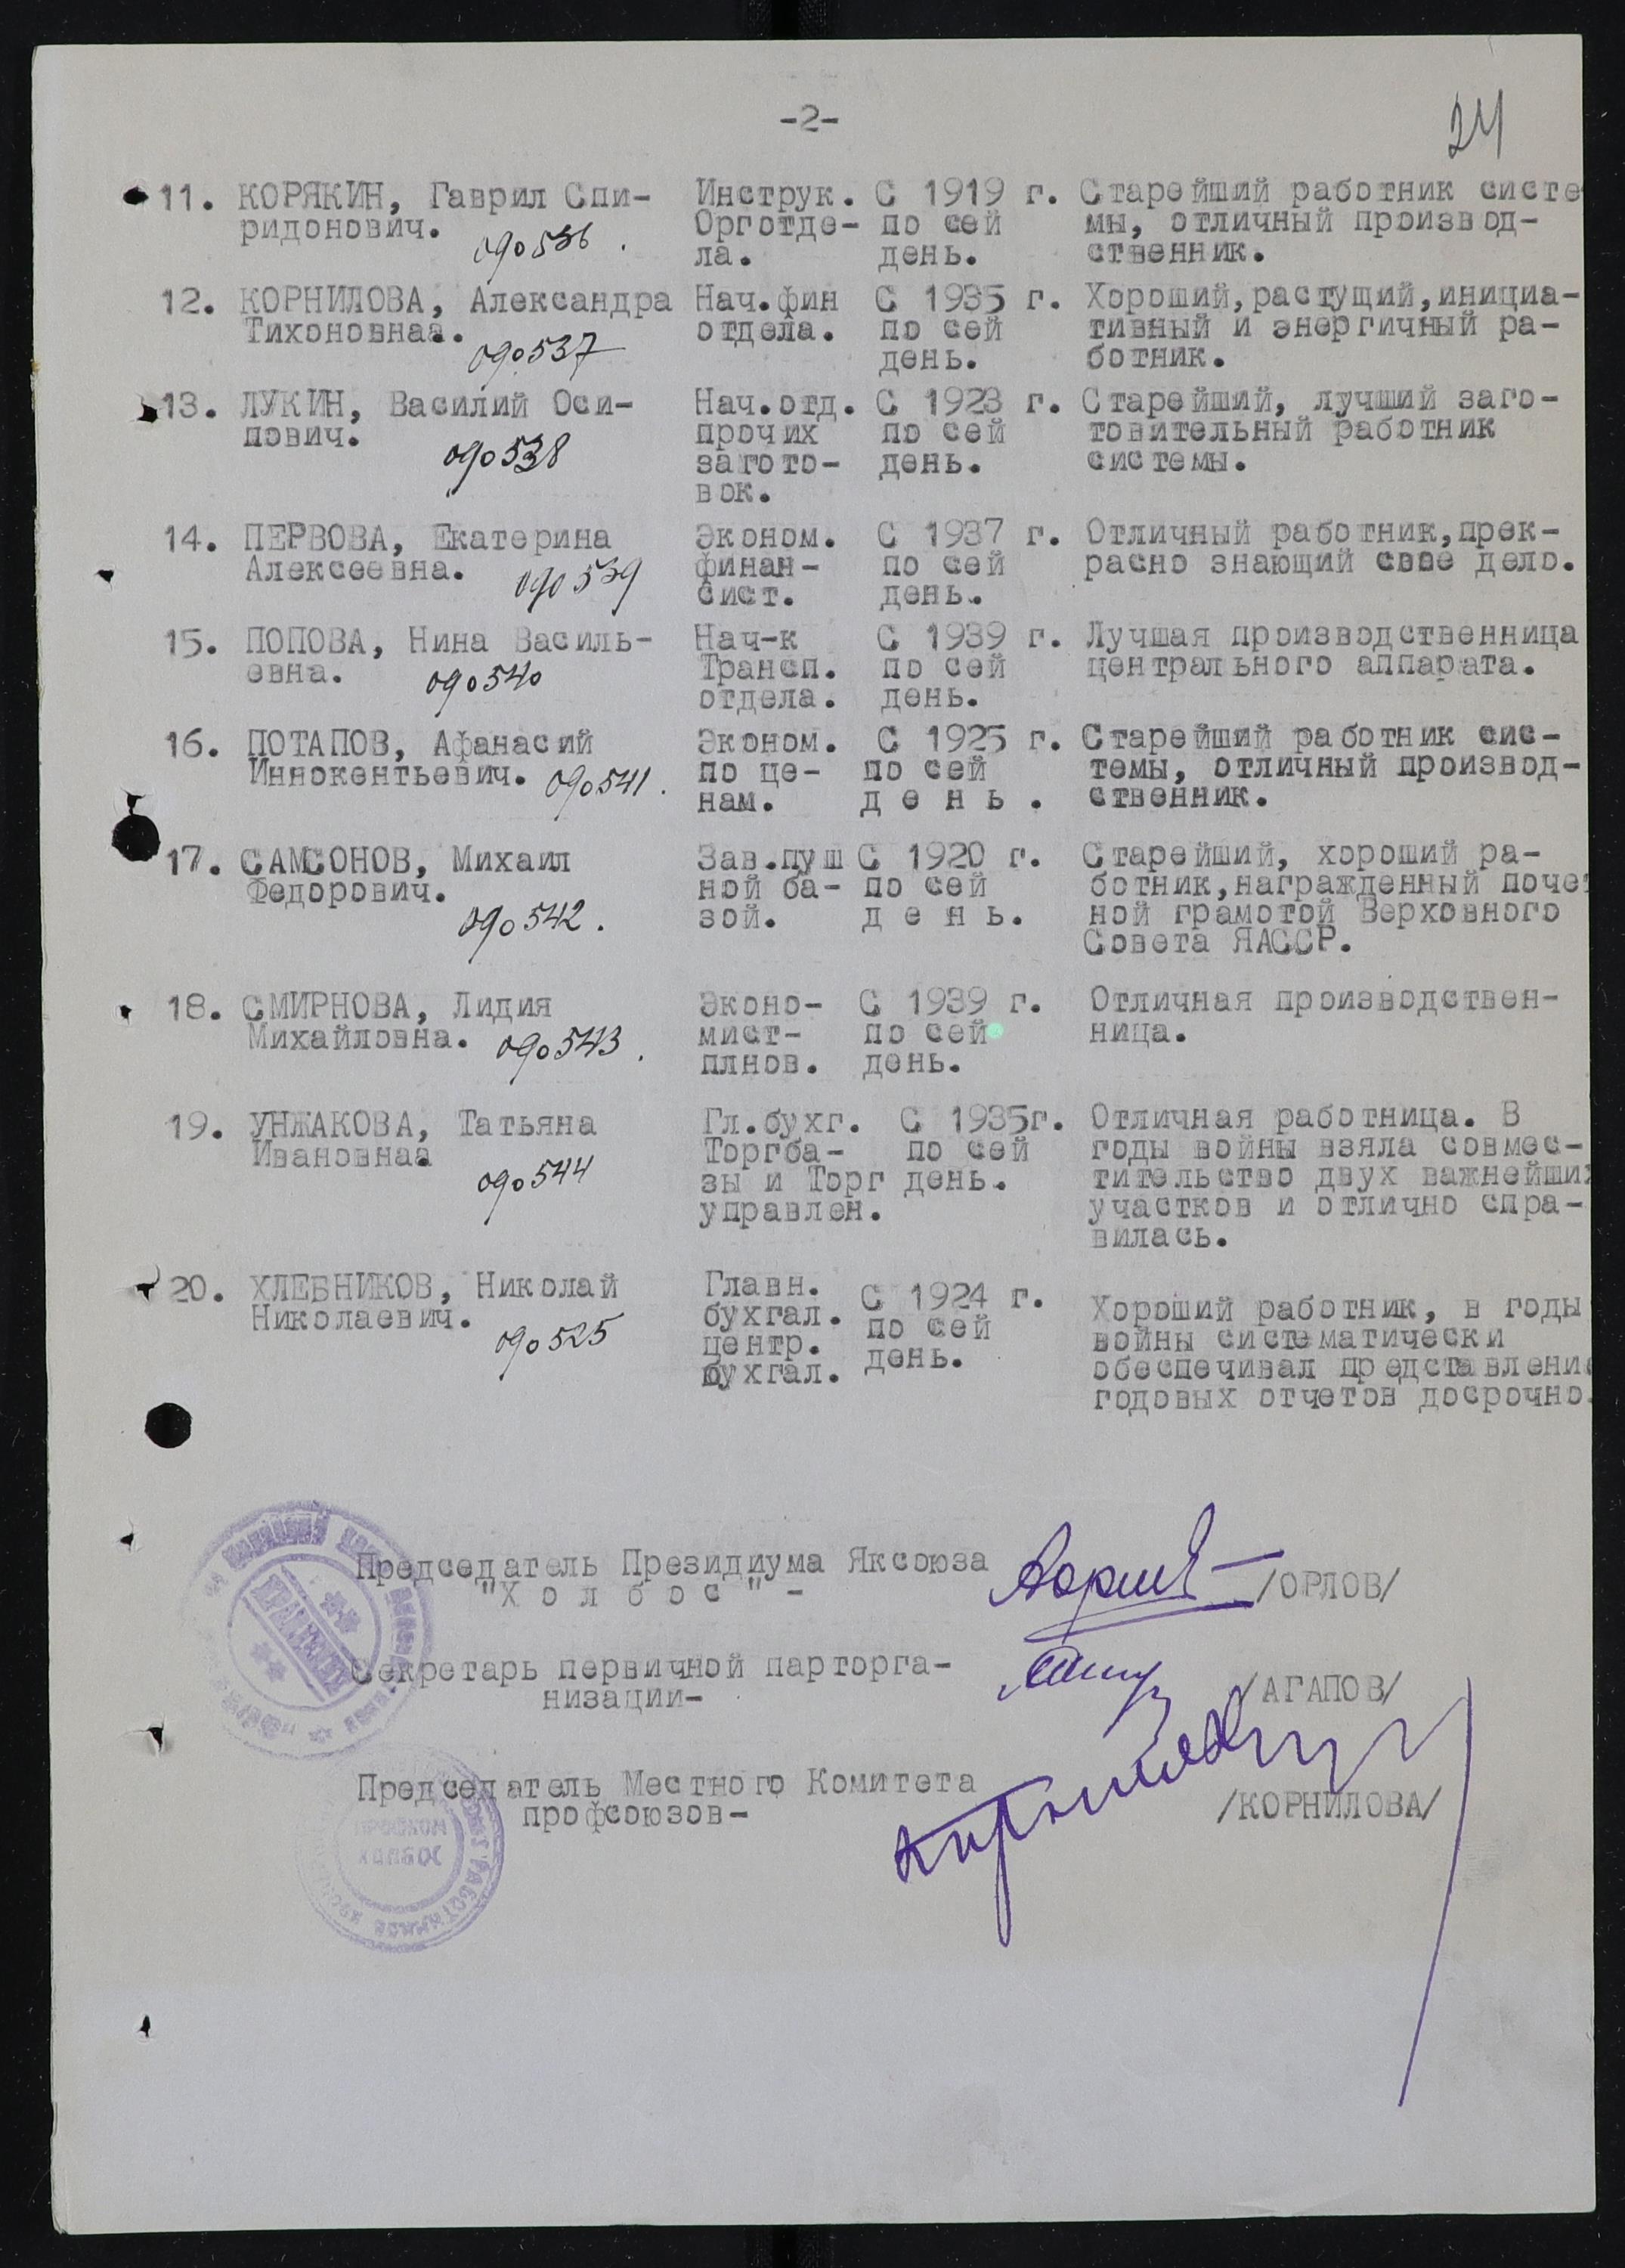 -2-
24
11. КОРЯКИН, Гаврил Спи- Инструк. С 1919 г. Старейший работник систе
ридонович. Орготде- по сей мы, отличный производ-
090536. ла. день. ственник.
12. КОРНИЛОВА, Александра Нач.фин С 1935 г. Хороший,растущий,инициа-
Тихоновнаа. отдела. по сей тивный и энергичный ра-
090537 день. ботник.
13. ЛУКИН, Василий Оси- Нач.отд. С 1923 г. Старейший, лучший заго-
пович. прочих по сей товительный работник
090538 загото- день. системы.
вок.
14. ПЕРВОВА, Екатерина Эконом. С 1937 г. Отличный работник,прек-
Алексеевна. финан- по сей расно знающий свое дело.
090539 сист. день.
15. ПОПОВА, Нина Василь- Нач-к С 1939 г. Лучшая производственница
евна. Трансп. по сей центрального аппарата.
090540 отдела. день.
16. ПОТАПОВ, Афанасий Эконом. С 1925 г. Старейший работник сис-
Иннокентьевич. по це- по сей темы, отличный производ-
090541. нам. д е н ь . ственник.
17. САМСОНОВ, Михаил Зав.пуш С 1920 г. Старейший, хороший ра-
Федорович. ной ба- по сей ботник,награжденный почет
090542. зой. д е н ь. ной грамотой Верховного
Совета ЯАССР.
18. СМИРНОВА, Лидия Эконо- С 1939 г. Отличная производствен-
Михайловна. мист- по сей ница.
090543. плнов. день.
19. УНЖАКОВА, Татьяна Гл.бухг. С 1935г. Отличная работница. В
Ивановнаа Торгба- по сей годы войны взяла совмес-
090544 зы и Торг день. тительство двух важнейших
управлен. участков и отлично спра-
вилась.
20. ХЛЕБНИКОВ, Николай Главн. С 1924 г. Хороший работник, в годы
Николаевич. бухгал. по сей войны систематически
090525 центр. день. обеспечивал представление
бухгал. годовых отчетов досрочно.
Председатель Президиума Яксоюза
"Х о л б о с" - /ОРЛОВ/
Секретарь первичной парторга-
низации- /АГАПОВ/
Председатель Местного Комитета
профсоюзов- /КОРНИЛОВА/
ПРОФКОМ
ХОЛБОС